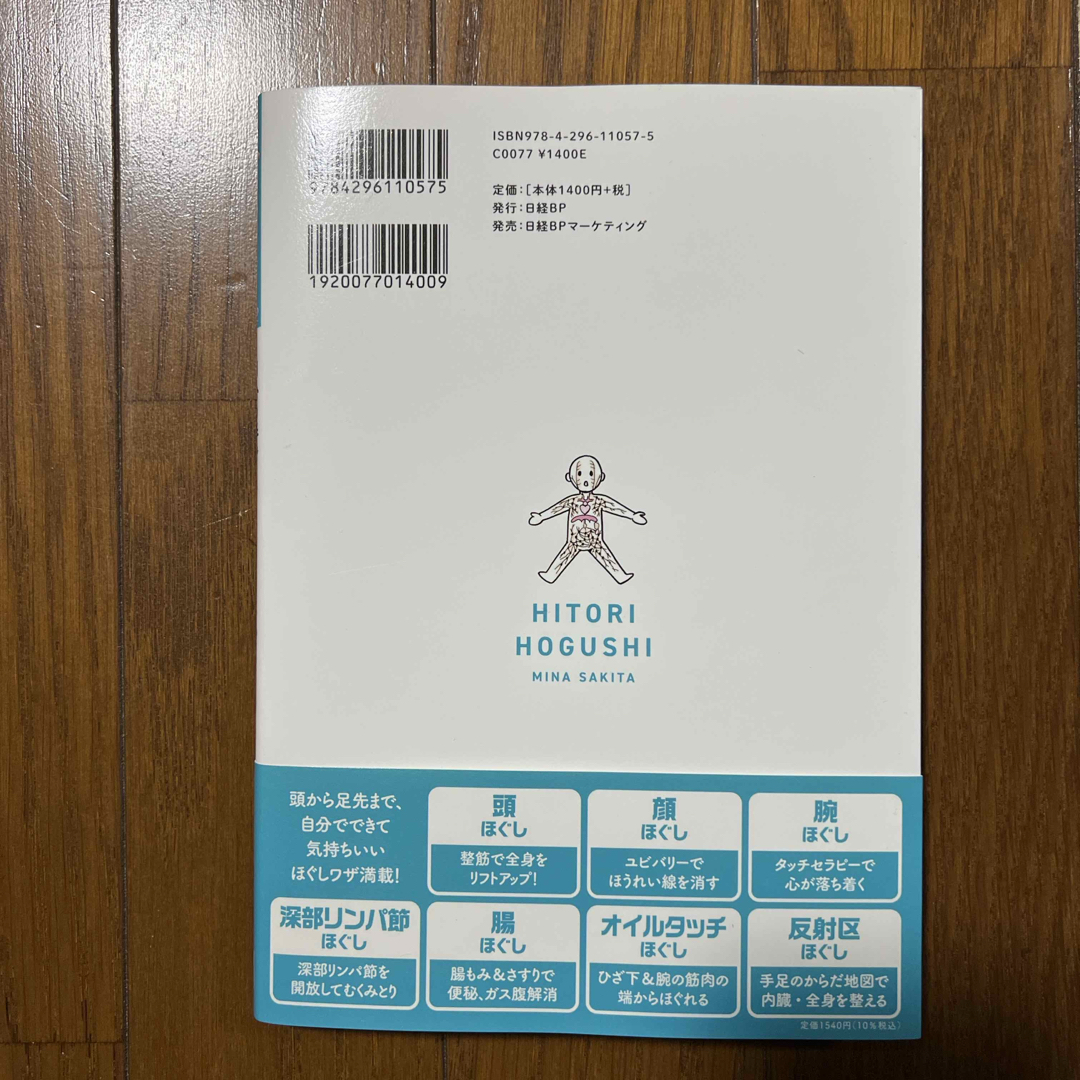 ISBN978-4-296-11057-5
C0077 ¥1400E
9784296110575
定価：[本体1400円+税]
発行：日経BP
発売：日経BPマーケティング
1920077014009
HITORI
HOGUSHI
MINA SAKITA
頭から足先まで、
自分でできて
気持ちいい
ほぐしワザ満載!
頭
ほぐし
整筋で全身を
リフトアップ!
顔
ほぐし
ユビバリーで
ほうれい線を消す
腕
ほぐし
タッチセラピーで
心が落ち着く
深部リンパ節
ほぐし
深部リンパ節を
開放してむくみとり
腸
ほぐし
腸もみ&さすりで
便秘、ガス腹解消
オイルタッチ
ほぐし
ひざ下&腕の筋肉の
端からほぐれる
反射区
ほぐし
手足のからだ地図で
内臓・全身を整える
定価1540円(10%税込)